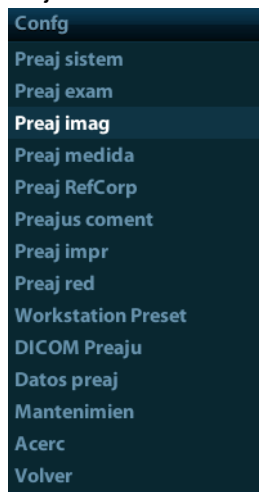 Confg
Preaj sistem
Preaj exam
Preaj imag
Preaj medida
Preaj RefCorp
Preajus coment
Preaj impr
Preaj red
Workstation Preset
DICOM Preaju
Datos preaj
Mantenimien
Acerc
Volver